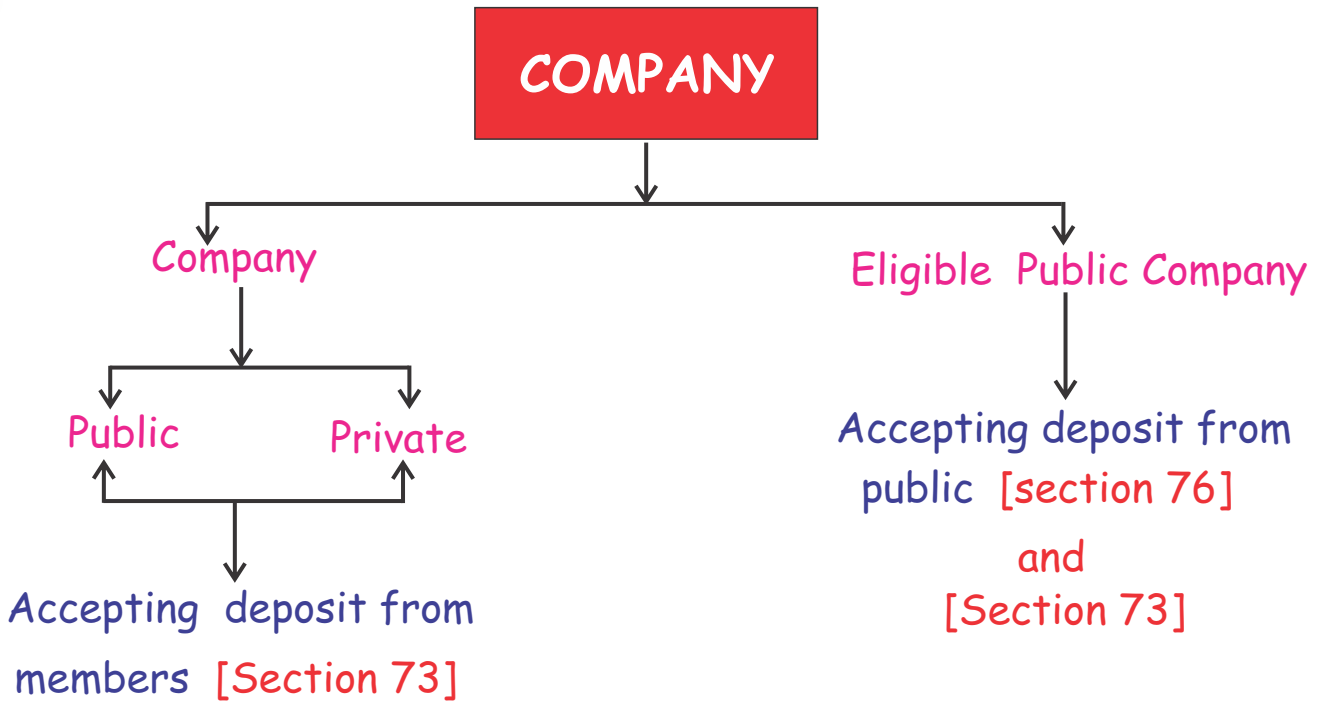 COMPANY
Company
Eligible Public Company
Public
Private
Accepting deposit from
members [Section 73]
Accepting deposit from
public [section 76]
and
[Section 73]